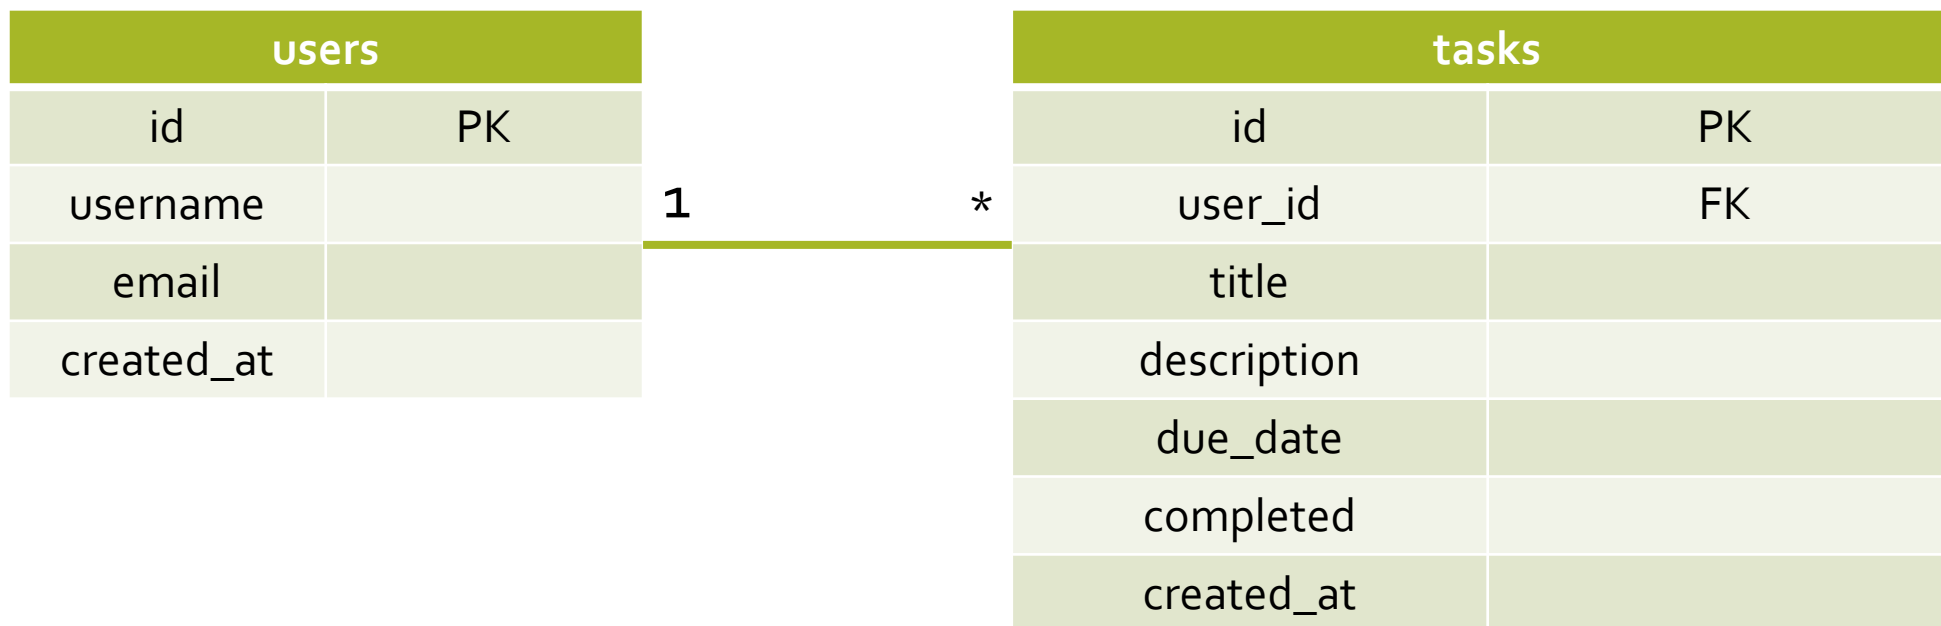 users
id PK
username
email
created_at
1 *
tasks
id PK
user_id FK
title
description
due_date
completed
created_at